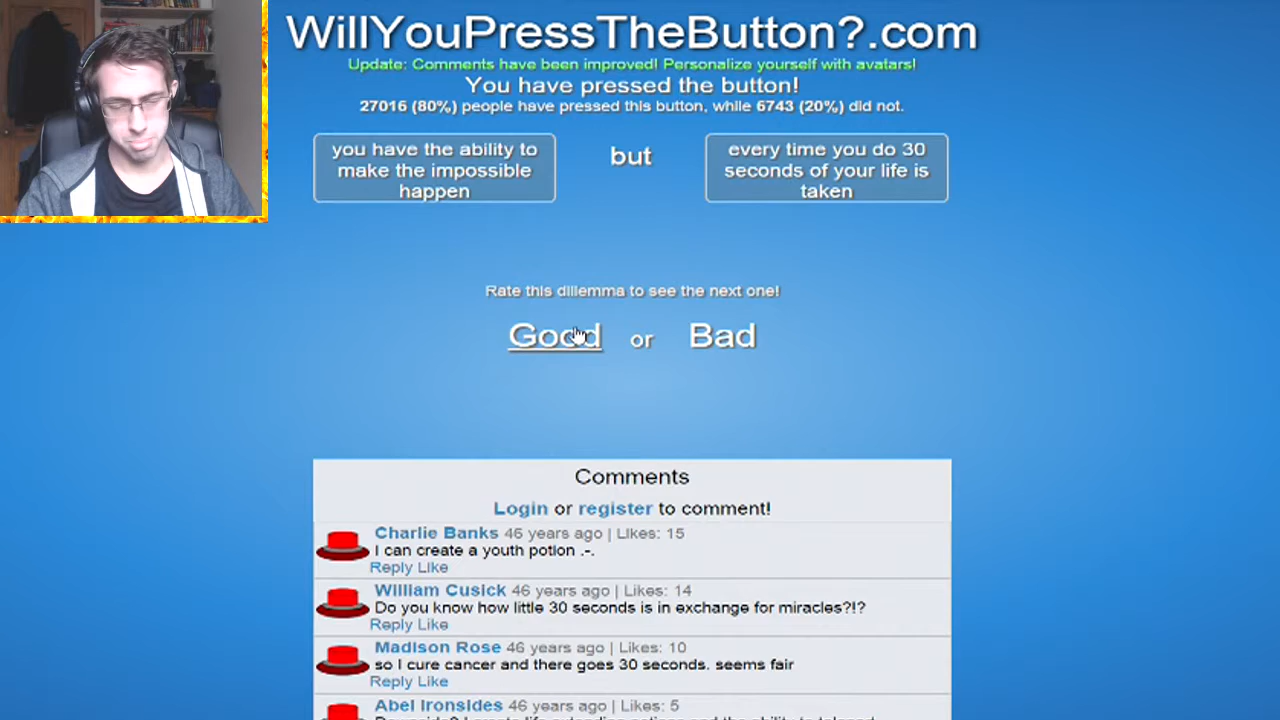 WillYouPressTheButton?.com
Update: Comments have been improved! Personalize yourself with avatars!
You have pressed the button!
27016 (80%) people have pressed this button, while 6743 (20%) did not.
you have the ability to
make the impossible
happen
but
every time you do 30
seconds of your life is
taken
Rate this dillemma to see the next one!
Good or Bad
Comments
Login or register to comment!
Charlie Banks 46 years ago | Likes: 15
I can create a youth potion .-.
Reply Like
William Cusick 46 years ago | Likes: 14
Do you know how little 30 seconds is in exchange for miracles?!?
Reply Like
Madison Rose 46 years ago | Likes: 10
so I cure cancer and there goes 30 seconds. seems fair
Reply Like
Abel Ironsides 46 years ago | Likes: 5